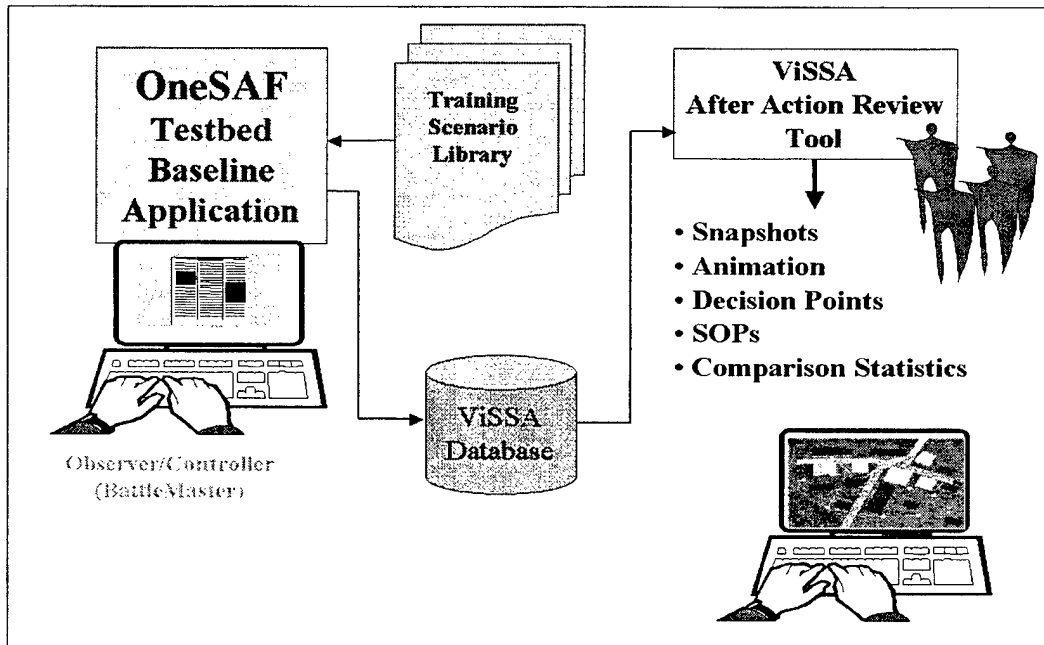 OneSAF
Testbed
Baseline
Application
Training
Scenario
Library
ViSSA
After Action Review
Tool
• Snapshots
• Animation
• Decision Points
• SOPs
• Comparison Statistics
ViSSA
Database
Observer/Controller
(BattleMaster)